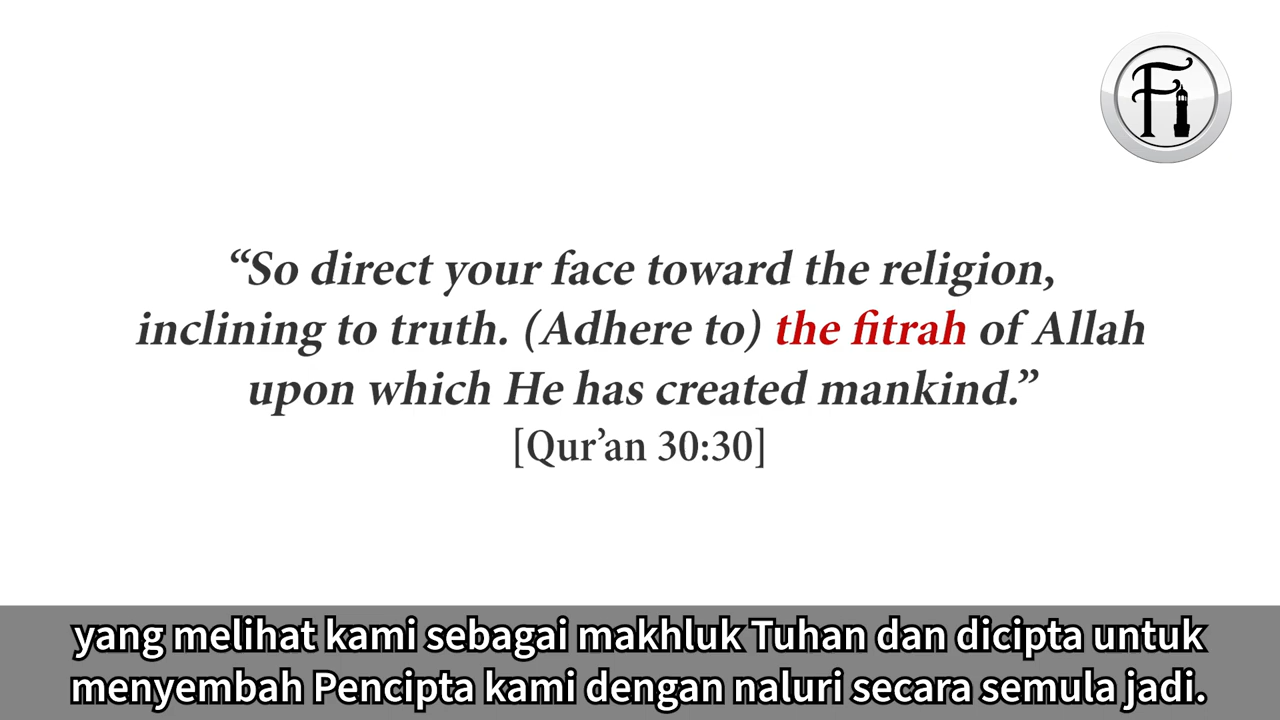 Fi
“So direct your face toward the religion,
inclining to truth. (Adhere to) the fitrah of Allah
upon which He has created mankind.”
[Qur’an 30:30]
yang melihat kami sebagai makhluk Tuhan dan dicipta untuk
menyembah Pencipta kami dengan naluri secara semula jadi.